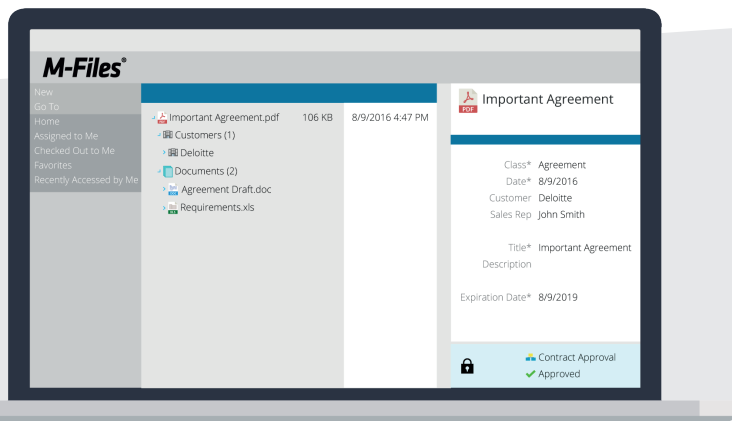 M-Files®
New
Go To
Home
Assigned to Me
Checked Out to Me
Favorites
Recently Accessed by Me
Important Agreement.pdf 106 KB 8/9/2016 4:47 PM
Customers (1)
Deloitte
Documents (2)
Agreement Draft.doc
Requirements.xls
PDF Important Agreement
Class* Agreement
Date* 8/9/2016
Customer Deloitte
Sales Rep John Smith
Title* Important Agreement
Description
Expiration Date* 8/9/2019
Contract Approval
Approved